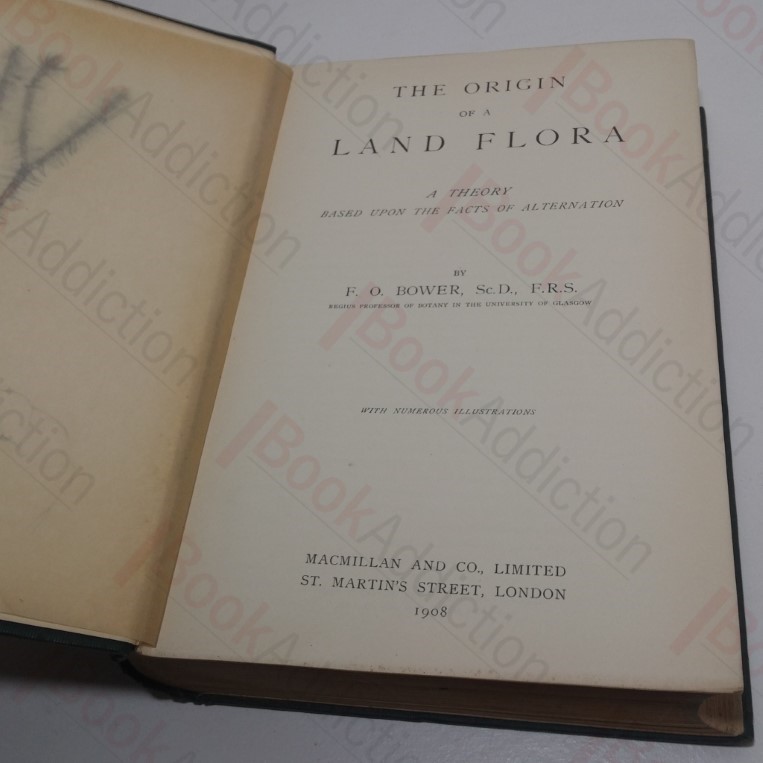 THE ORIGIN
OF A
LAND FLORA
A THEORY
BASED UPON THE FACTS OF ALTERNATION
BY
F. O. BOWER, Sc.D., F.R.S.
REGIUS PROFESSOR OF BOTANY IN THE UNIVERSITY OF GLASGOW
WITH NUMEROUS ILLUSTRATIONS
MACMILLAN AND CO., LIMITED
ST. MARTIN'S STREET, LONDON
1908
BookAddiction